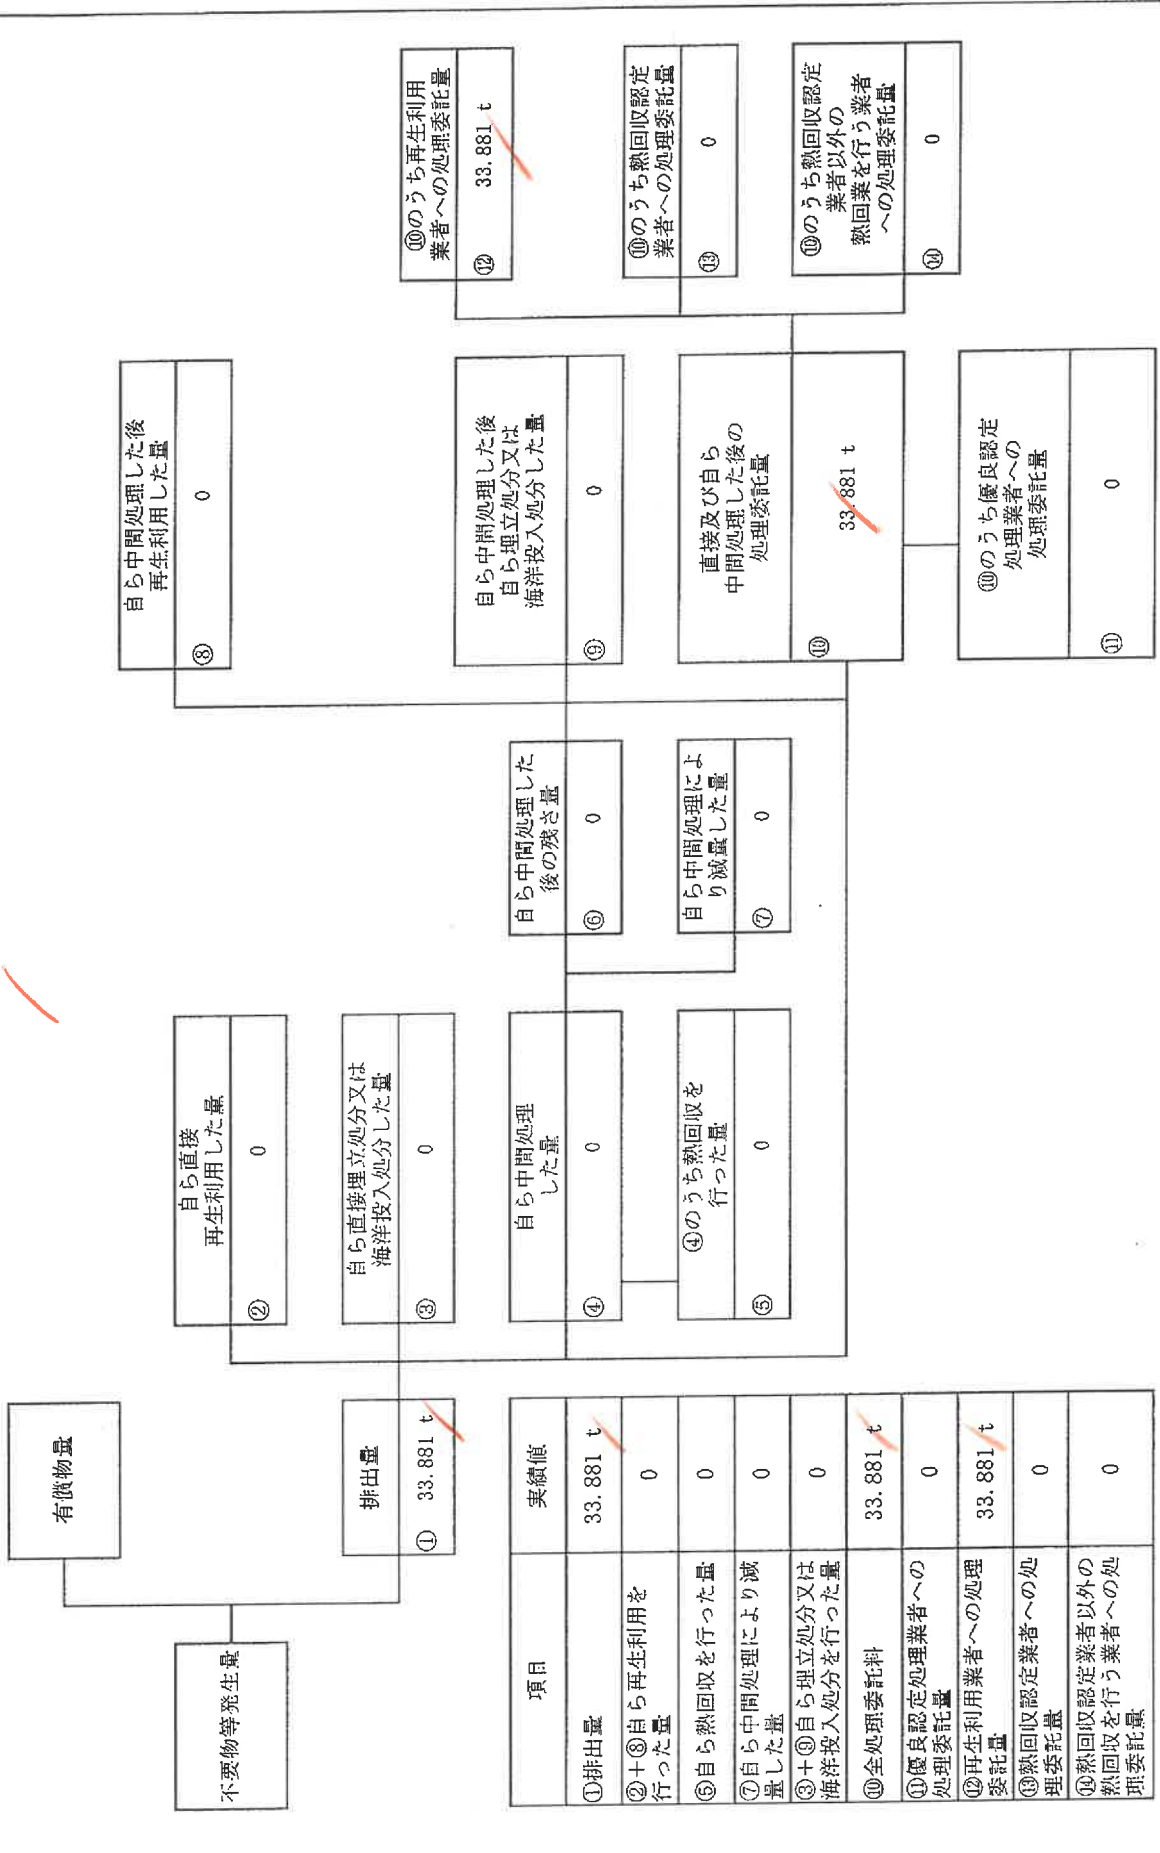 不要物等発生量
有償物量
排出量
① 33.881 t
自ら直接
再生利用した量
② 0
自ら直接埋立処分又は
海洋投入処分した量
③ 0
自ら中間処理
した量
④ 0
④のうち熱回収を
行った量
⑤ 0
自ら中間処理した
後の残さ量
⑥ 0
自ら中間処理によ
り減量した量
⑦ 0
自ら中間処理した後
再生利用した量
⑧ 0
自ら中間処理した後
自ら埋立処分又は
海洋投入処分した量
⑨ 0
直接及び自ら
中間処理した後の
処理委託量
⑩ 33.881 t
⑩のうち優良認定
処理業者への
処理委託量
⑪ 0
⑩のうち再生利用
業者への処理委託量
⑫ 33.881 t
⑩のうち熱回収認定
業者への処理委託量
⑬ 0
⑩のうち熱回収認定
業者以外の
熱回業を行う業者
への処理委託量
⑭ 0
項目 実績値
①排出量 33.881 t
②＋⑧自ら再生利用を
行った量 0
⑤自ら熱回収を行った量 0
⑦自ら中間処理により減
量した量 0
③＋⑨自ら埋立処分又は
海洋投入処分を行った量 0
⑩全処理委託料 33.881 t
⑪優良認定処理業者への
処理委託量 0
⑫再生利用業者への処理
委託量 33.881 t
⑬熱回収認定業者への処
理委託量 0
⑭熱回収認定業者以外の
熱回収を行う業者への処
理委託量 0